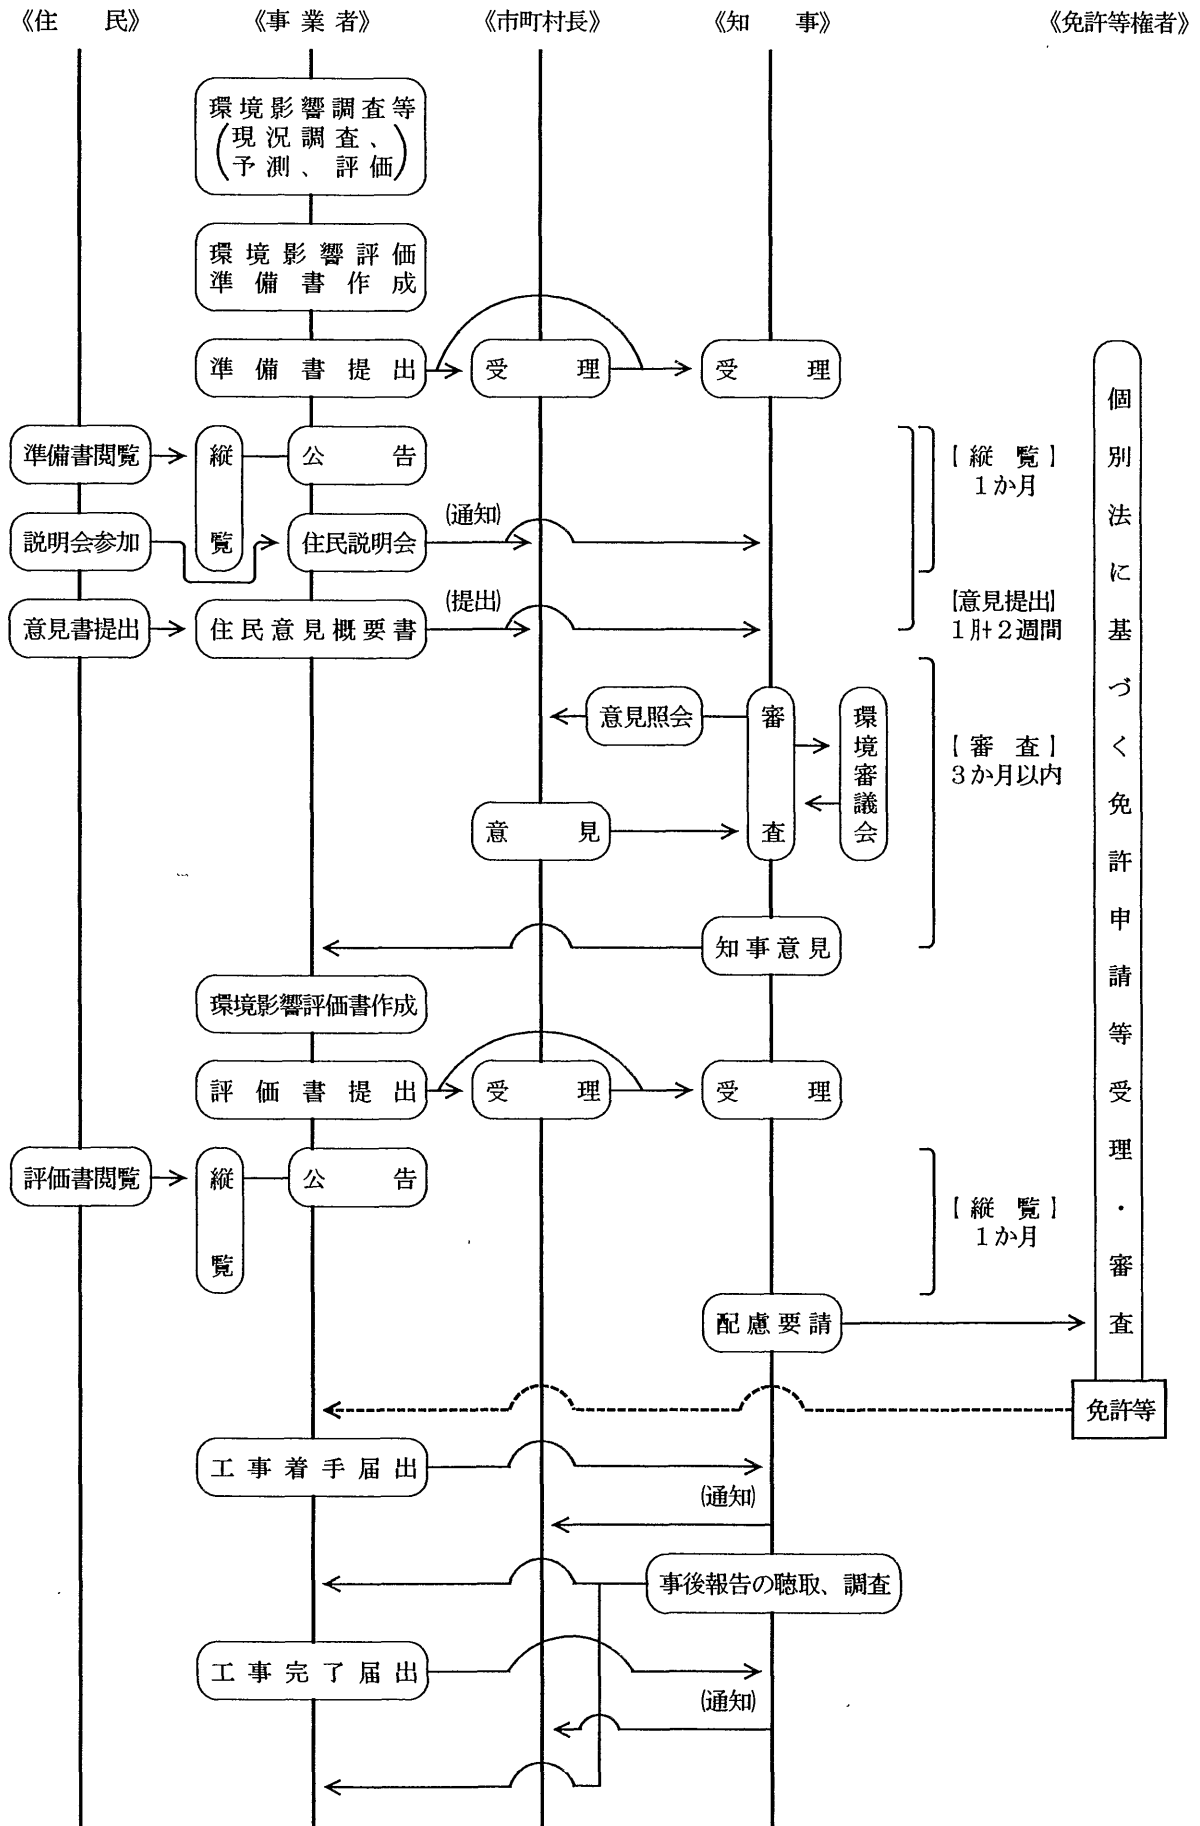 《住　民》
《事業者》
《市町村長》
《知　事》
《免許等権者》
環境影響調査等
(現況調査、
予測、評価)
環境影響評価
準備書作成
準備書提出
受理
受理
準備書閲覧
縦覧
公告
【縦覧】
1か月
説明会参加
住民説明会
(通知)
意見書提出
住民意見概要書
(提出)
【意見提出】
1月+2週間
意見照会
審査
環境審議会
【審査】
3か月以内
意見
知事意見
環境影響評価書作成
評価書提出
受理
受理
評価書閲覧
縦覧
公告
【縦覧】
1か月
配慮要請
個別法に基づく免許申請等受理・審査
免許等
工事着手届出
(通知)
事後報告の聴取、調査
工事完了届出
(通知)